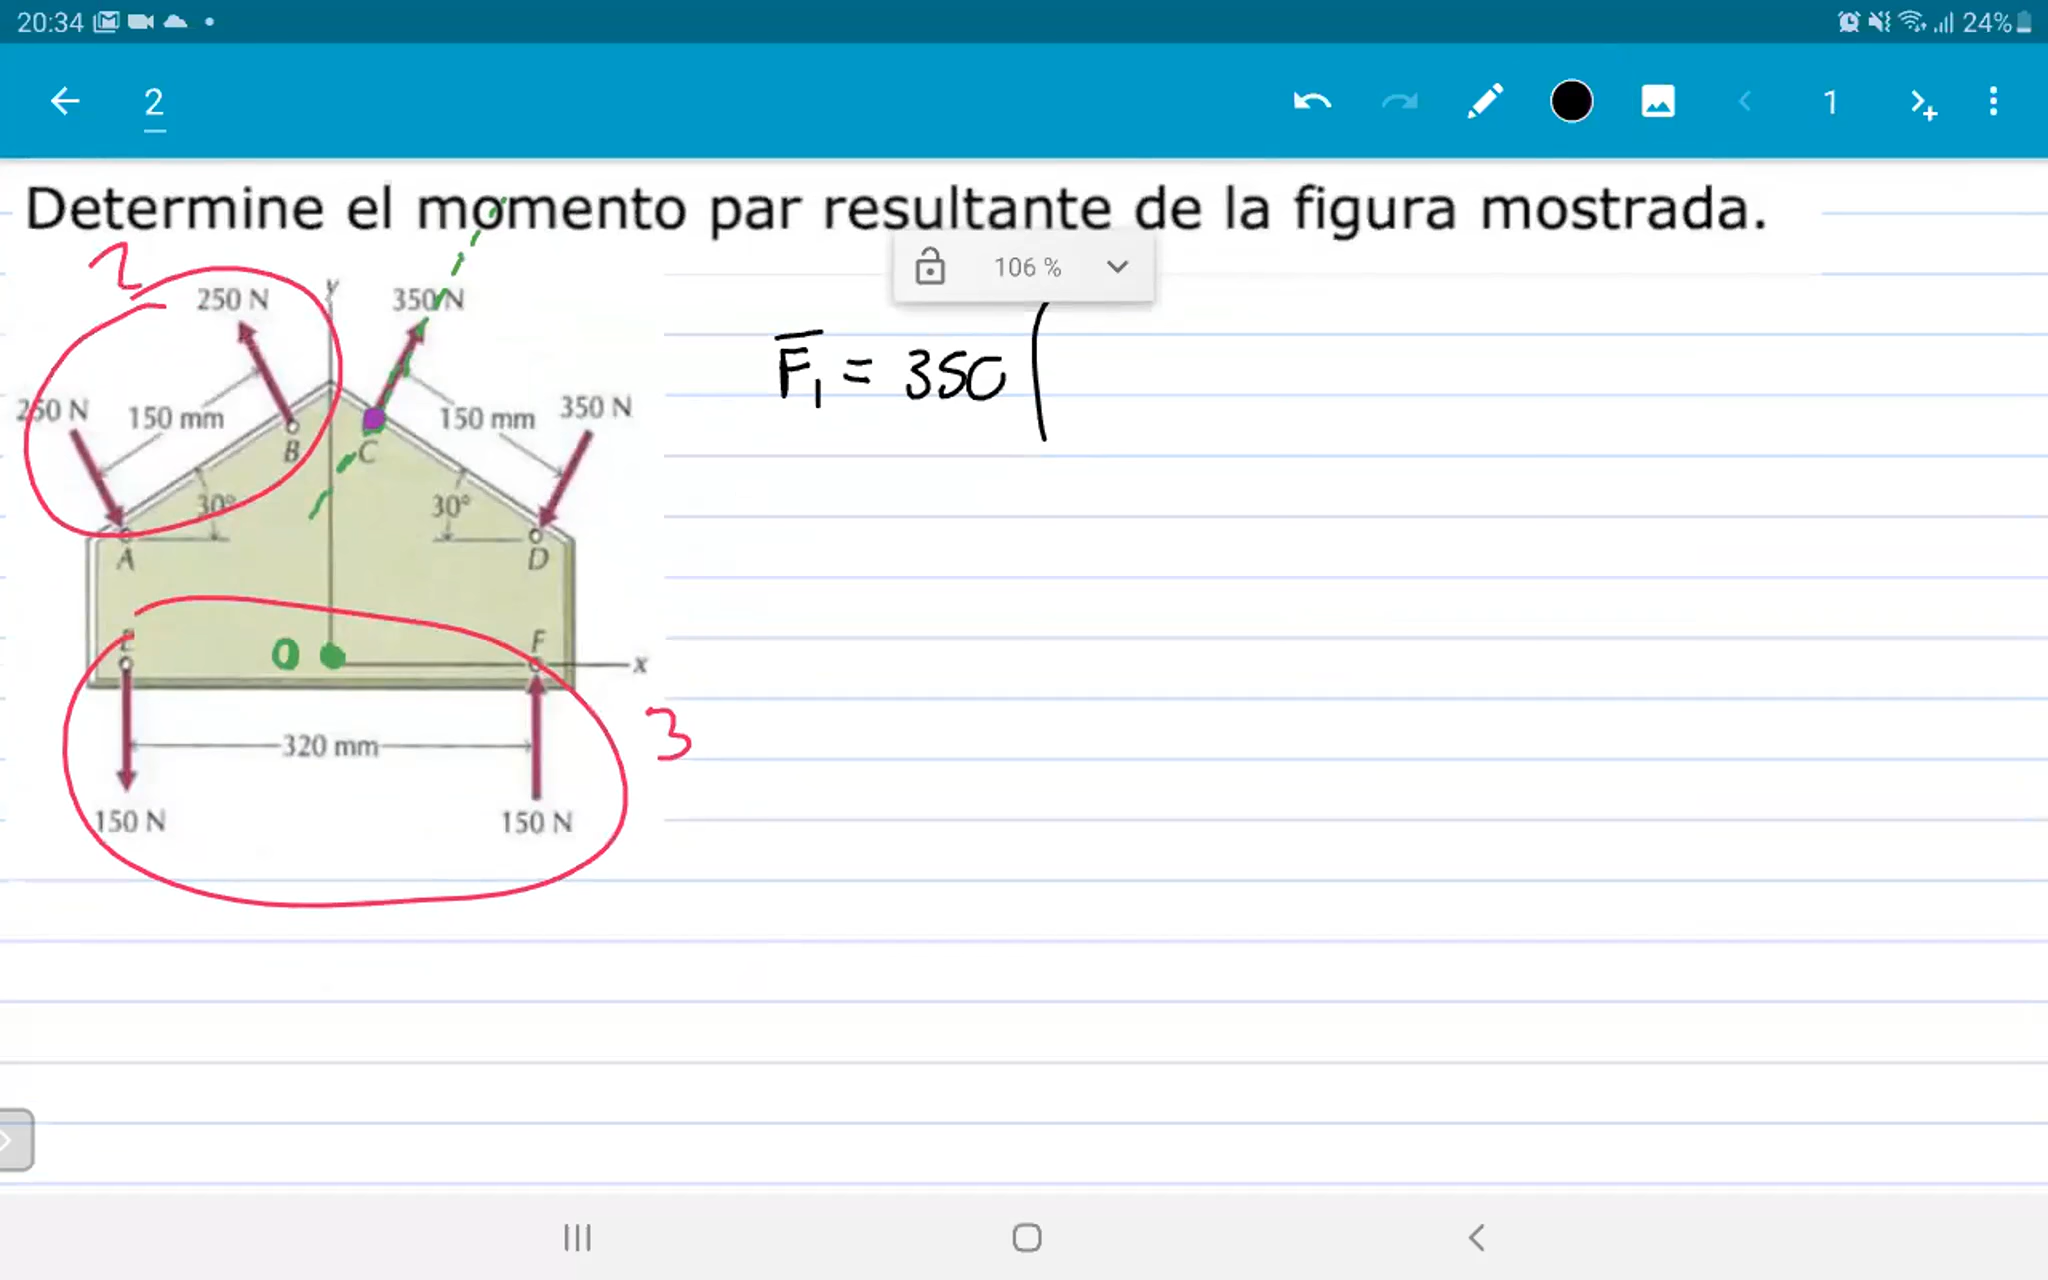 20:34
24%
2
1
Determine el momento par resultante de la figura mostrada.
106 %
2
250 N
y
350 N
F₁ = 350 (
250 N
150 mm
150 mm
350 N
B
C
30°
30°
A
D
E
O
F
x
3
320 mm
150 N
150 N